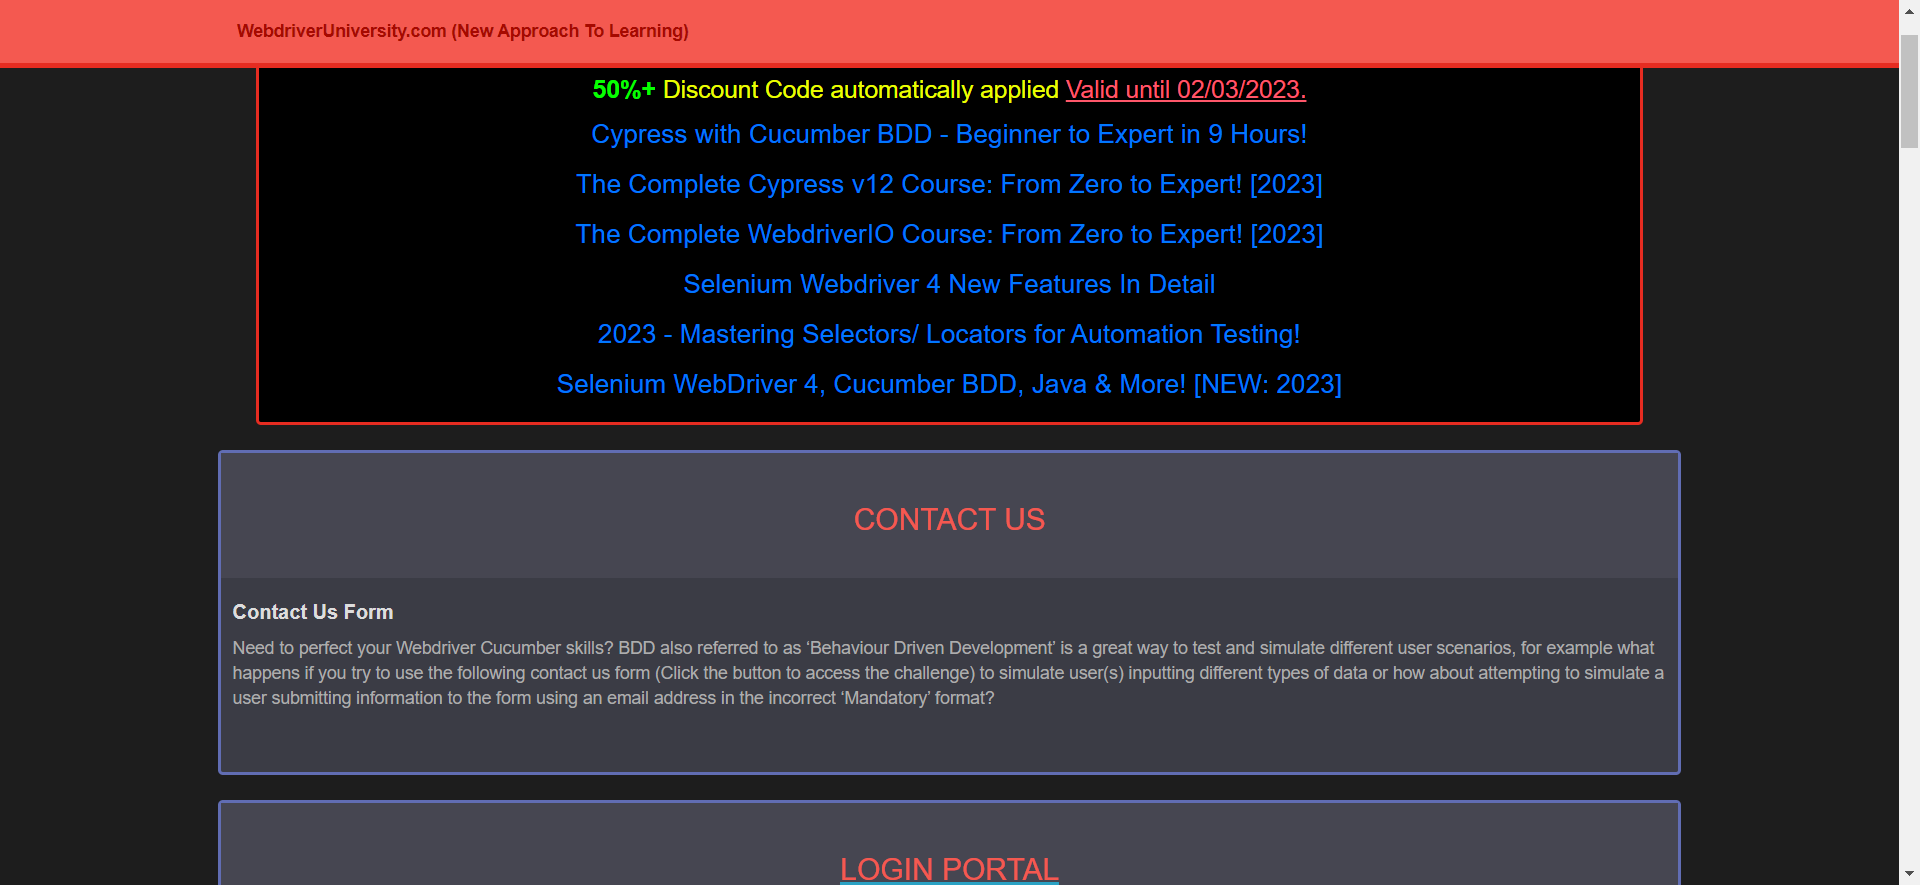 WebdriverUniversity.com (New Approach To Learning)
50%+ Discount Code automatically applied Valid until 02/03/2023.
Cypress with Cucumber BDD - Beginner to Expert in 9 Hours!
The Complete Cypress v12 Course: From Zero to Expert! [2023]
The Complete WebdriverIO Course: From Zero to Expert! [2023]
Selenium Webdriver 4 New Features In Detail
2023 - Mastering Selectors/ Locators for Automation Testing!
Selenium WebDriver 4, Cucumber BDD, Java & More! [NEW: 2023]
CONTACT US
Contact Us Form
Need to perfect your Webdriver Cucumber skills? BDD also referred to as ‘Behaviour Driven Development’ is a great way to test and simulate different user scenarios, for example what
happens if you try to use the following contact us form (Click the button to access the challenge) to simulate user(s) inputting different types of data or how about attempting to simulate a
user submitting information to the form using an email address in the incorrect ‘Mandatory’ format?
LOGIN PORTAL